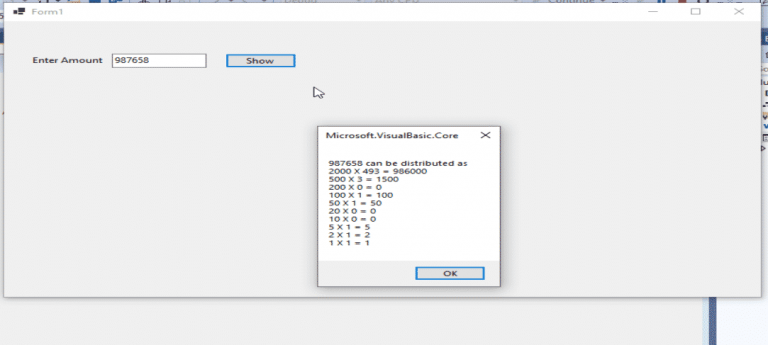 Form1
Enter Amount 987658 Show
Microsoft.VisualBasic.Core
987658 can be distributed as
2000 X 493 = 986000
500 X 3 = 1500
200 X 0 = 0
100 X 1 = 100
50 X 1 = 50
20 X 0 = 0
10 X 0 = 0
5 X 1 = 5
2 X 1 = 2
1 X 1 = 1
OK